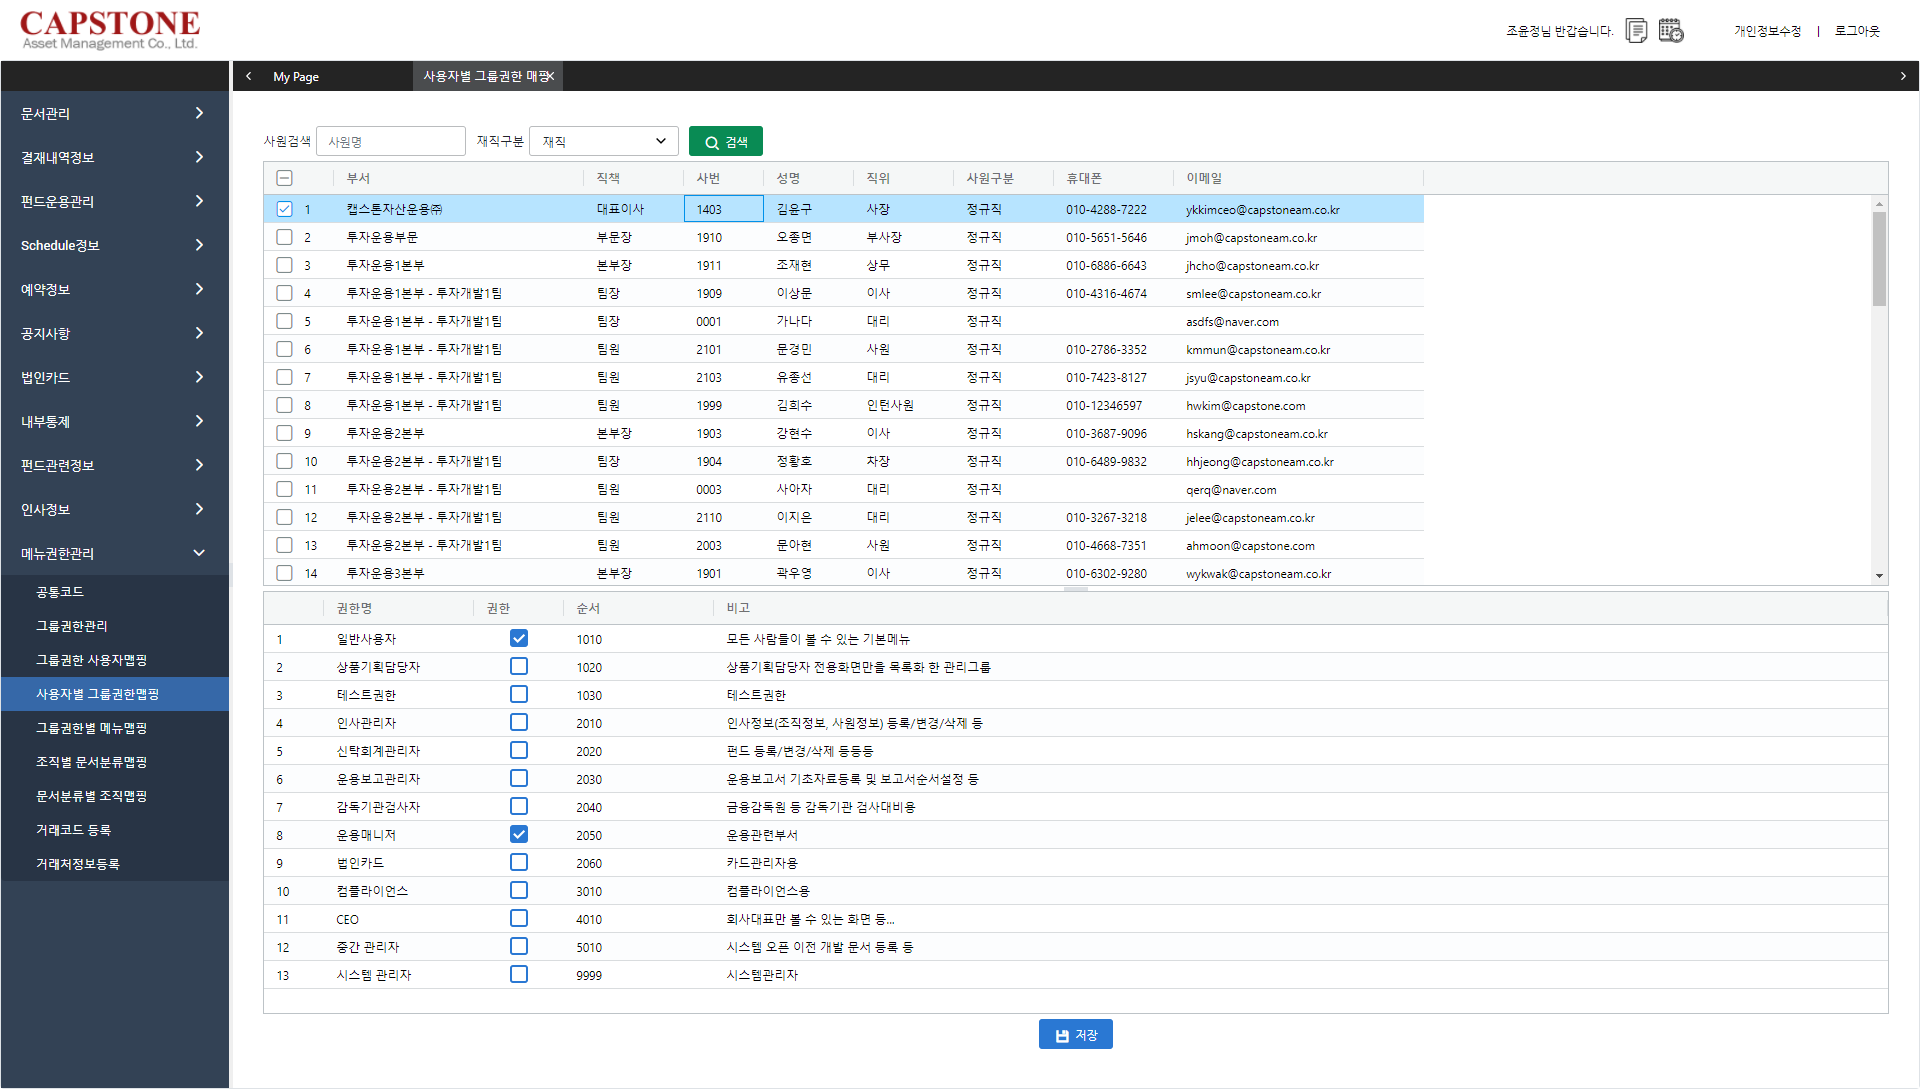 CAPSTONE
Asset Management Co., Ltd.
조윤정님 반갑습니다. 개인정보수정 | 로그아웃
My Page 사용자별 그룹권한 매핑
문서관리
결재내역정보
펀드운용관리
Schedule정보
예약정보
공지사항
법인카드
내부통제
펀드관련정보
인사정보
메뉴권한관리
공통코드
그룹권한관리
그룹권한 사용자맵핑
사용자별 그룹권한맵핑
그룹권한별 메뉴맵핑
조직별 문서분류맵핑
문서분류별 조직맵핑
거래코드 등록
거래처정보등록
사원검색 사원명 재직구분 재직 검색
부서 직책 사번 성명 직위 사원구분 휴대폰 이메일
1 캡스톤자산운용㈜ 대표이사 1403 김윤구 사장 정규직 010-4288-7222 ykkimceo@capstoneam.co.kr
2 투자운용부문 부문장 1910 오종면 부사장 정규직 010-5651-5646 jmoh@capstoneam.co.kr
3 투자운용1본부 본부장 1911 조재현 상무 정규직 010-6886-6643 jhcho@capstoneam.co.kr
4 투자운용1본부 - 투자개발1팀 팀장 1909 이상문 이사 정규직 010-4316-4674 smlee@capstoneam.co.kr
5 투자운용1본부 - 투자개발1팀 팀장 0001 가나다 대리 정규직 asdfs@naver.com
6 투자운용1본부 - 투자개발1팀 팀원 2101 문경민 사원 정규직 010-2786-3352 kmmun@capstoneam.co.kr
7 투자운용1본부 - 투자개발1팀 팀원 2103 유종선 대리 정규직 010-7423-8127 jsyu@capstoneam.co.kr
8 투자운용1본부 - 투자개발1팀 팀원 1999 김희수 인턴사원 정규직 010-12346597 hwkim@capstone.com
9 투자운용2본부 본부장 1903 강현수 이사 정규직 010-3687-9096 hskang@capstoneam.co.kr
10 투자운용2본부 - 투자개발1팀 팀장 1904 정황호 차장 정규직 010-6489-9832 hhjeong@capstoneam.co.kr
11 투자운용2본부 - 투자개발1팀 팀원 0003 사아자 대리 정규직 qerq@naver.com
12 투자운용2본부 - 투자개발1팀 팀원 2110 이지은 대리 정규직 010-3267-3218 jelee@capstoneam.co.kr
13 투자운용2본부 - 투자개발1팀 팀원 2003 문아현 사원 정규직 010-4668-7351 ahmoon@capstone.com
14 투자운용3본부 본부장 1901 곽우영 이사 정규직 010-6302-9280 wykwak@capstoneam.co.kr
권한명 권한 순서 비고
1 일반사용자 1010 모든 사람들이 볼 수 있는 기본메뉴
2 상품기획담당자 1020 상품기획담당자 전용화면만을 목록화 한 관리그룹
3 테스트권한 1030 테스트권한
4 인사관리자 2010 인사정보(조직정보, 사원정보) 등록/변경/삭제 등
5 신탁회계관리자 2020 펀드 등록/변경/삭제 등등등
6 운용보고관리자 2030 운용보고서 기초자료등록 및 보고서순서설정 등
7 감독기관검사자 2040 금융감독원 등 감독기관 검사대비용
8 운용매니저 2050 운용관련부서
9 법인카드 2060 카드관리자용
10 컴플라이언스 3010 컴플라이언스용
11 CEO 4010 회사대표만 볼 수 있는 화면 등...
12 중간 관리자 5010 시스템 오픈 이전 개발 문서 등록 등
13 시스템 관리자 9999 시스템관리자
저장